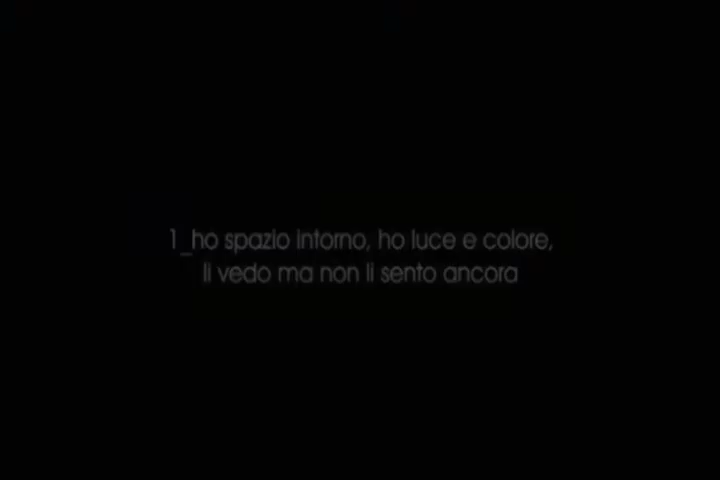 1_ho spazio intorno, ho luce e colore,
li vedo ma non li sento ancora